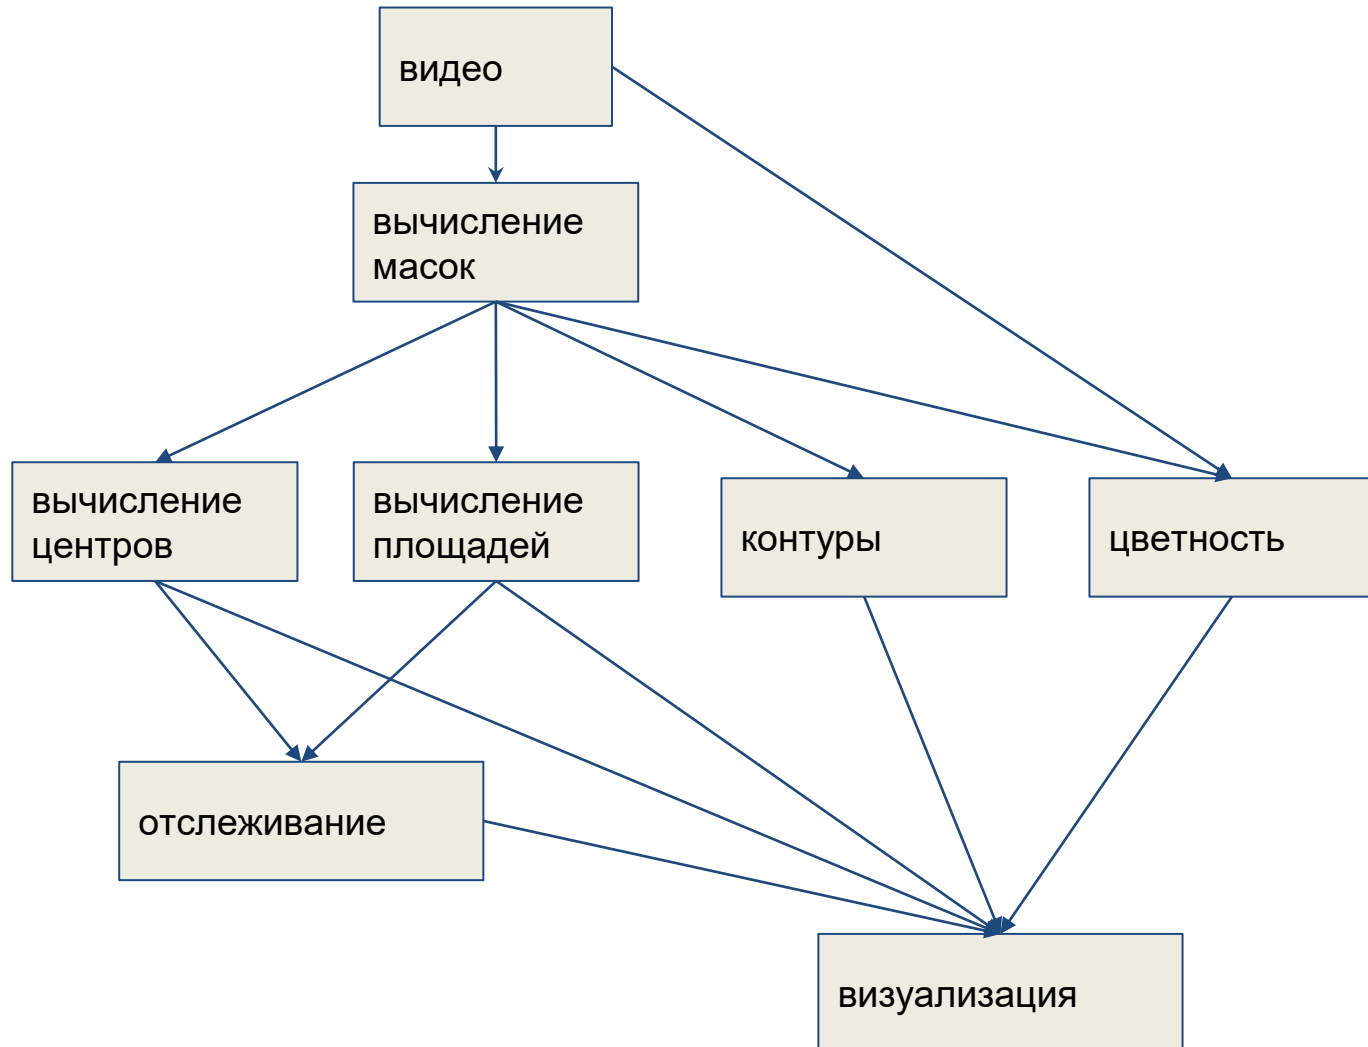 видео
вычисление
масок
вычисление
центров
вычисление
площадей
контуры
цветность
отслеживание
визуализация